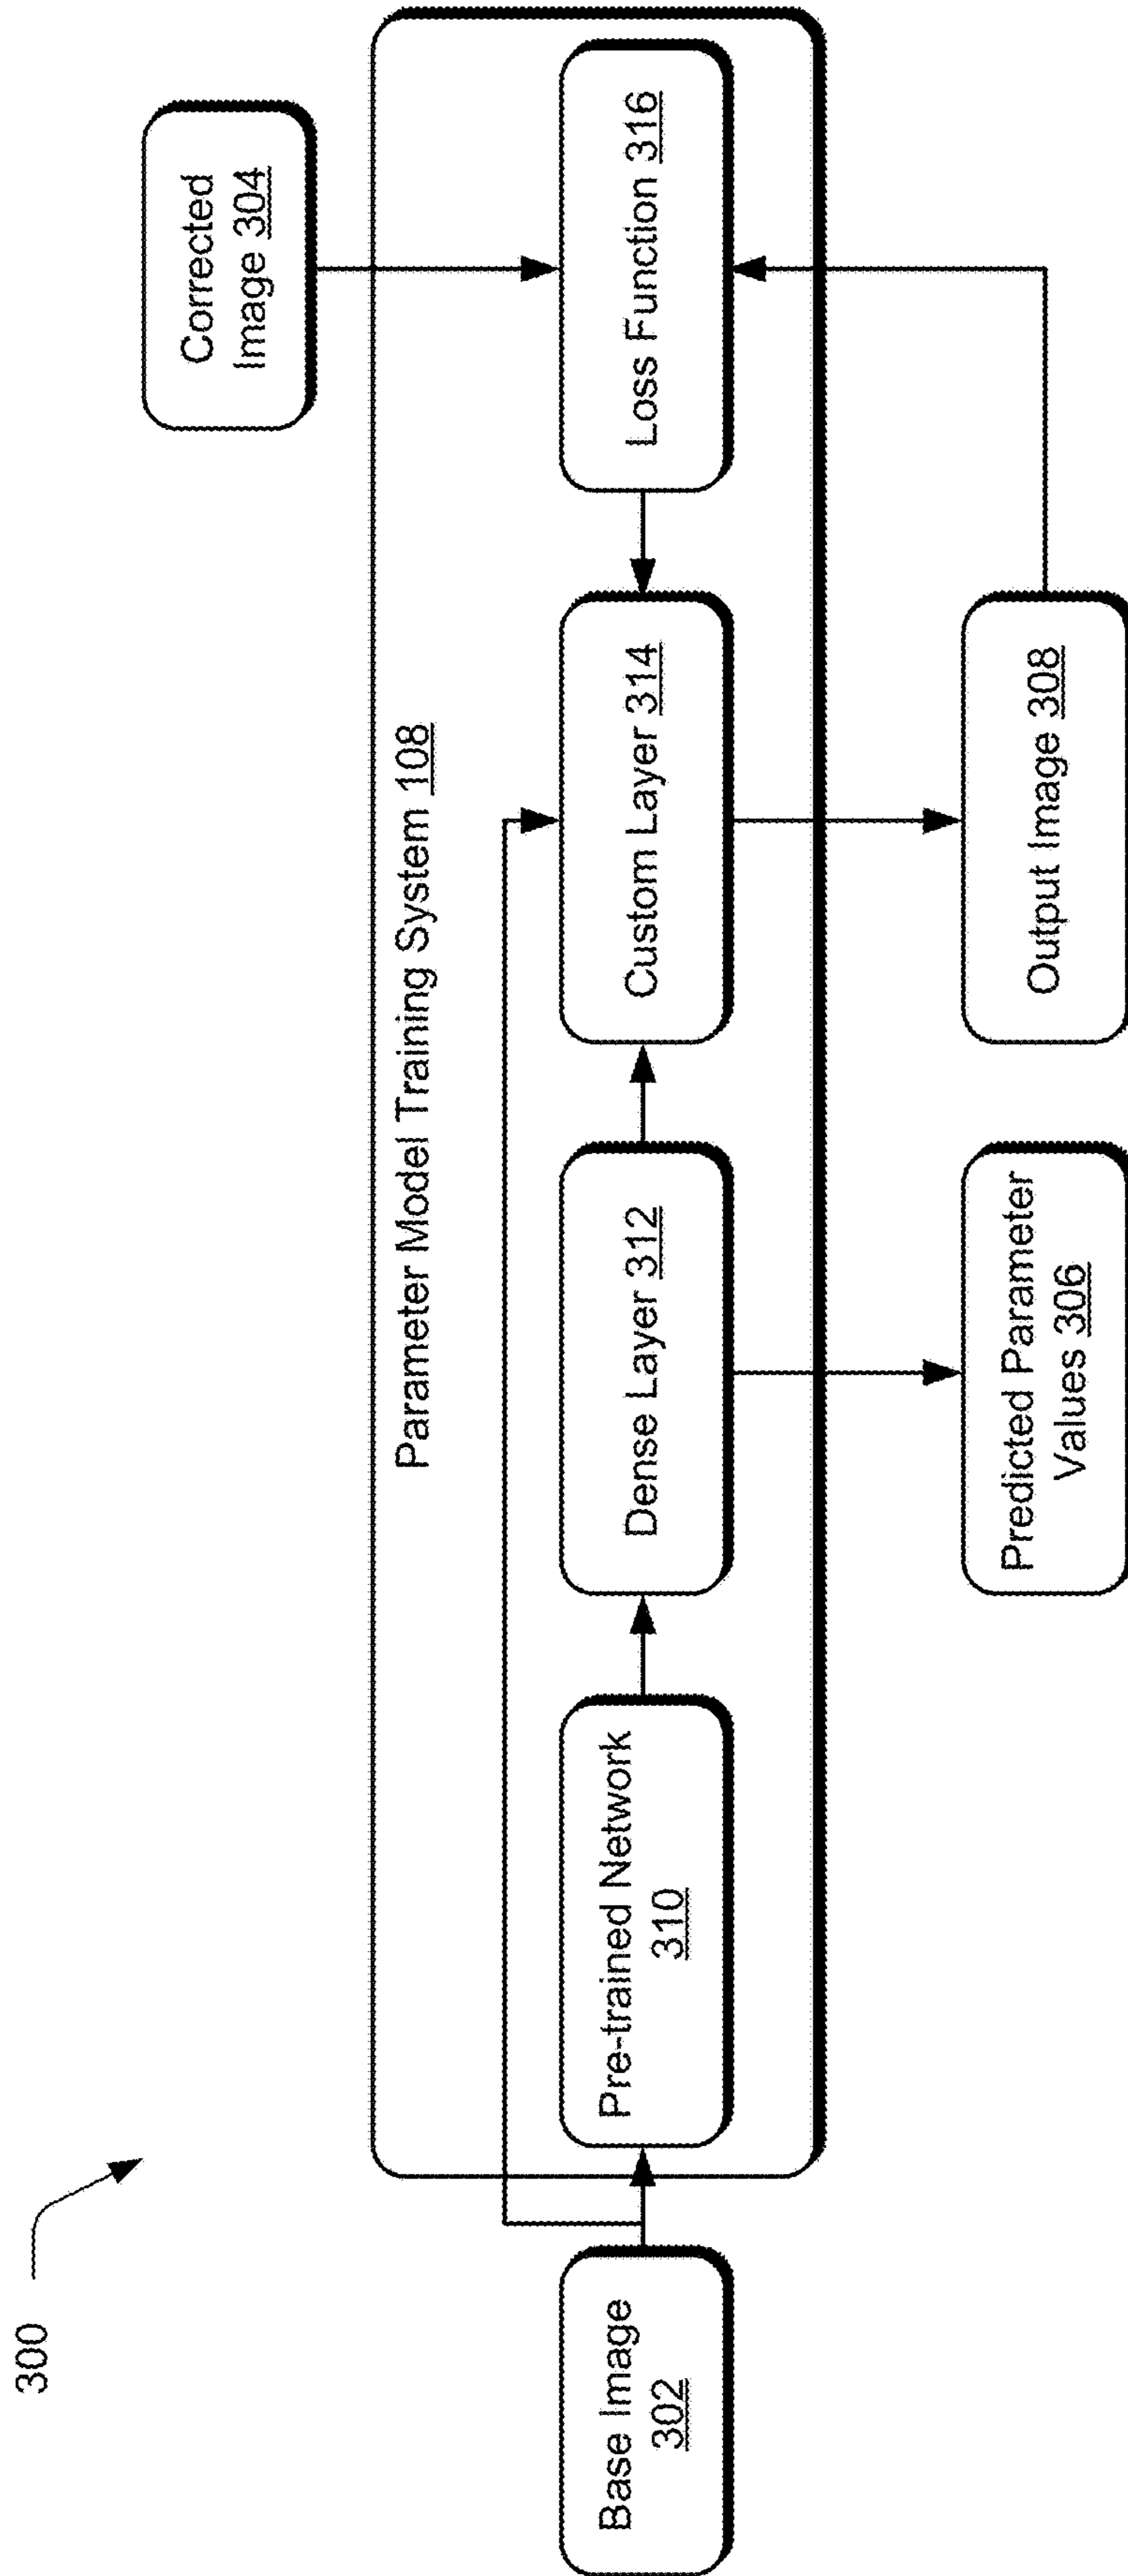 300
Corrected
Image 304
Parameter Model Training System 108
Base Image
302
Pre-trained Network
310
Dense Layer 312
Custom Layer 314
Loss Function 316
Predicted Parameter
Values 306
Output Image 308